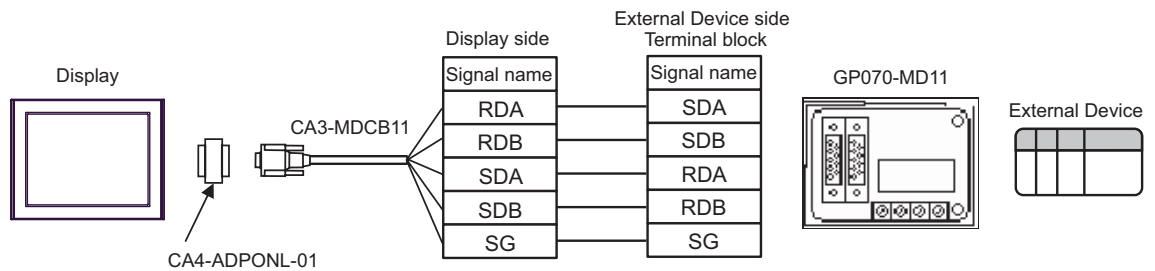 External Device side
Display side
Terminal block
Display
Signal name
Signal name
GP070-MD11
RDA
SDA
External Device
CA3-MDCB11
RDB
SDB
SDA
RDA
SDB
RDB
SG
SG
CA4-ADPONL-01